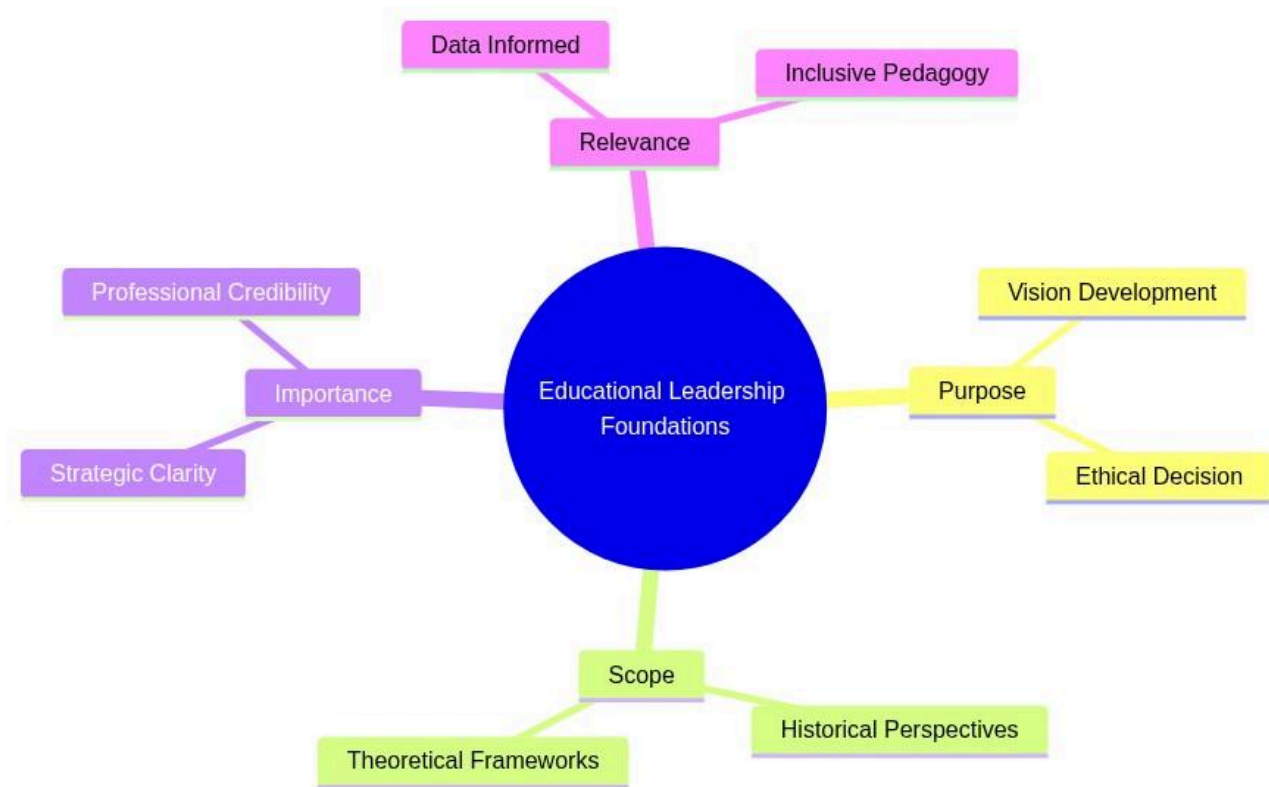 Data Informed
Inclusive Pedagogy
Relevance
Professional Credibility
Vision Development
Importance
Educational Leadership
Foundations
Purpose
Strategic Clarity
Ethical Decision
Scope
Historical Perspectives
Theoretical Frameworks